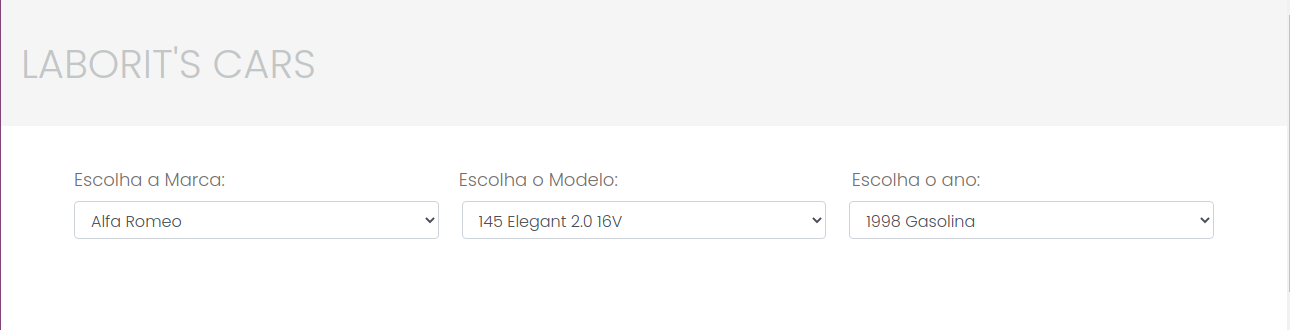 LABORIT'S CARS
Escolha a Marca: Escolha o Modelo: Escolha o ano:
Alfa Romeo 145 Elegant 2.0 16V 1998 Gasolina